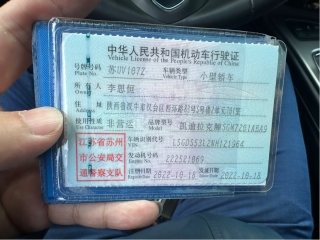 中华人民共和国机动车行驶证
Vehicle License of the People's Republic of China
号牌号码 苏UV107Z 车辆类型 小型轿车
Plate No. Vehicle Type
所有人 李思恒
Owner
住址
Address
使用性质 非营运 品牌型号 凯迪拉克牌
Use Character Model
江苏省苏州
市公安局交
通警察支队
车辆识别代号
VIN
发动机号码 222521669
Engine No.
注册日期 2022-10-18 发证日期 2022-10-18
Register Date Issue Date